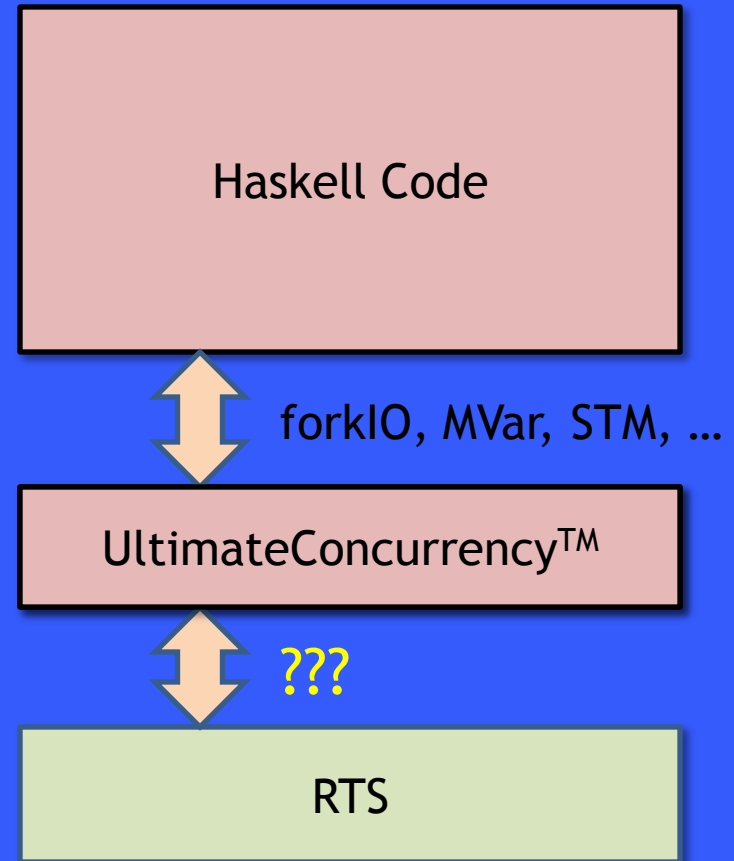 Haskell Code
forkIO, MVar, STM, …
UltimateConcurrency™
???
RTS